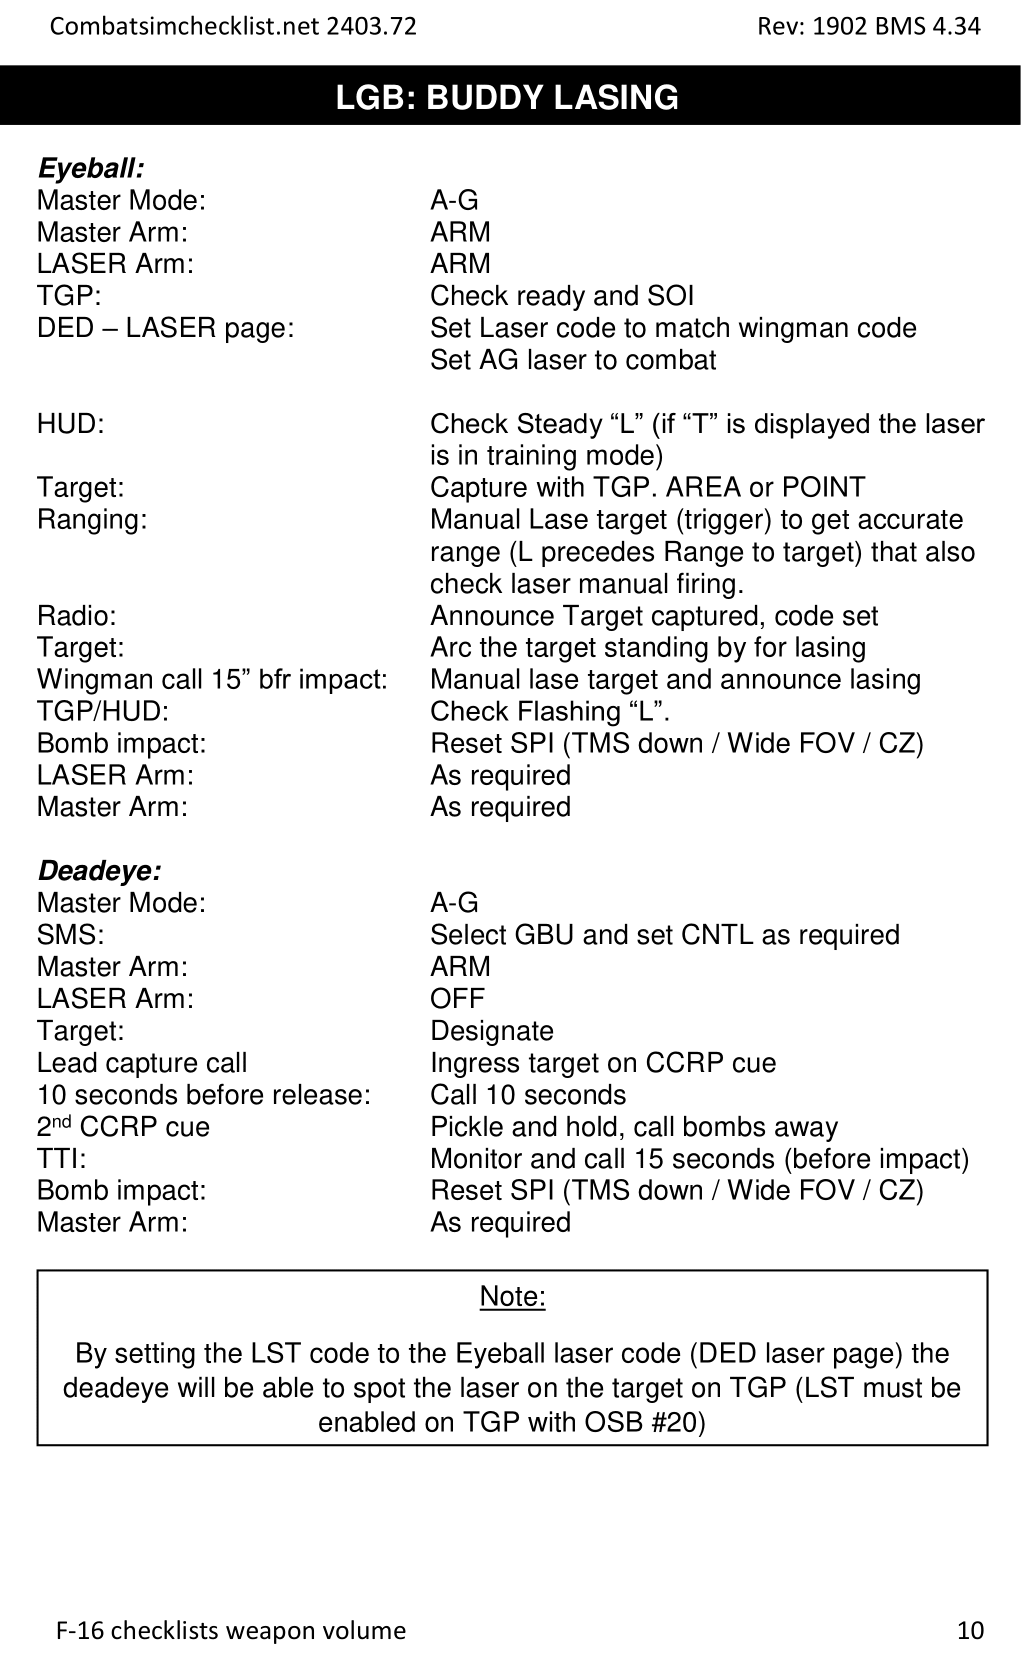 Combatsimchecklist.net 2403.72 Rev: 1902 BMS 4.34
LGB: BUDDY LASING
Eyeball:
Master Mode: A-G
Master Arm: ARM
LASER Arm: ARM
TGP: Check ready and SOI
DED – LASER page: Set Laser code to match wingman code
Set AG laser to combat
HUD: Check Steady “L” (if “T” is displayed the laser
is in training mode)
Target: Capture with TGP. AREA or POINT
Ranging: Manual Lase target (trigger) to get accurate
range (L precedes Range to target) that also
check laser manual firing.
Radio: Announce Target captured, code set
Target: Arc the target standing by for lasing
Wingman call 15” bfr impact: Manual lase target and announce lasing
TGP/HUD: Check Flashing “L”.
Bomb impact: Reset SPI (TMS down / Wide FOV / CZ)
LASER Arm: As required
Master Arm: As required
Deadeye:
Master Mode: A-G
SMS: Select GBU and set CNTL as required
Master Arm: ARM
LASER Arm: OFF
Target: Designate
Lead capture call Ingress target on CCRP cue
10 seconds before release: Call 10 seconds
2nd CCRP cue Pickle and hold, call bombs away
TTI: Monitor and call 15 seconds (before impact)
Bomb impact: Reset SPI (TMS down / Wide FOV / CZ)
Master Arm: As required
Note:
By setting the LST code to the Eyeball laser code (DED laser page) the
deadeye will be able to spot the laser on the target on TGP (LST must be
enabled on TGP with OSB #20)
F-16 checklists weapon volume 10